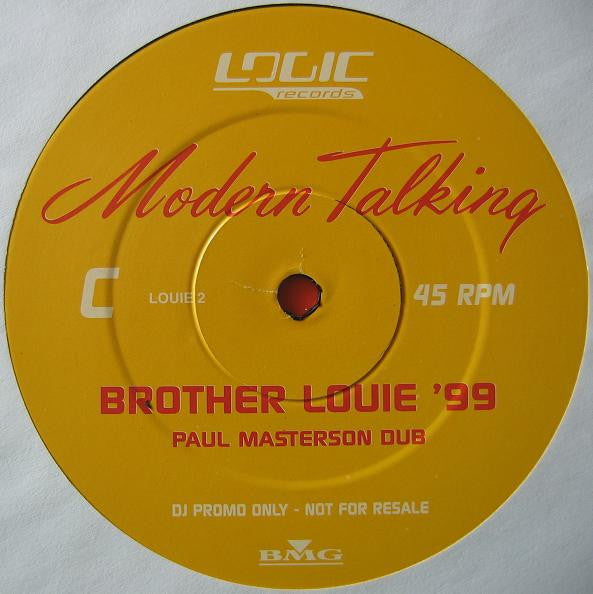 LOGIC
records
Modern Talking
C LOUIE 2 45 RPM
BROTHER LOUIE '99
PAUL MASTERSON DUB
DJ PROMO ONLY - NOT FOR RESALE
BMG